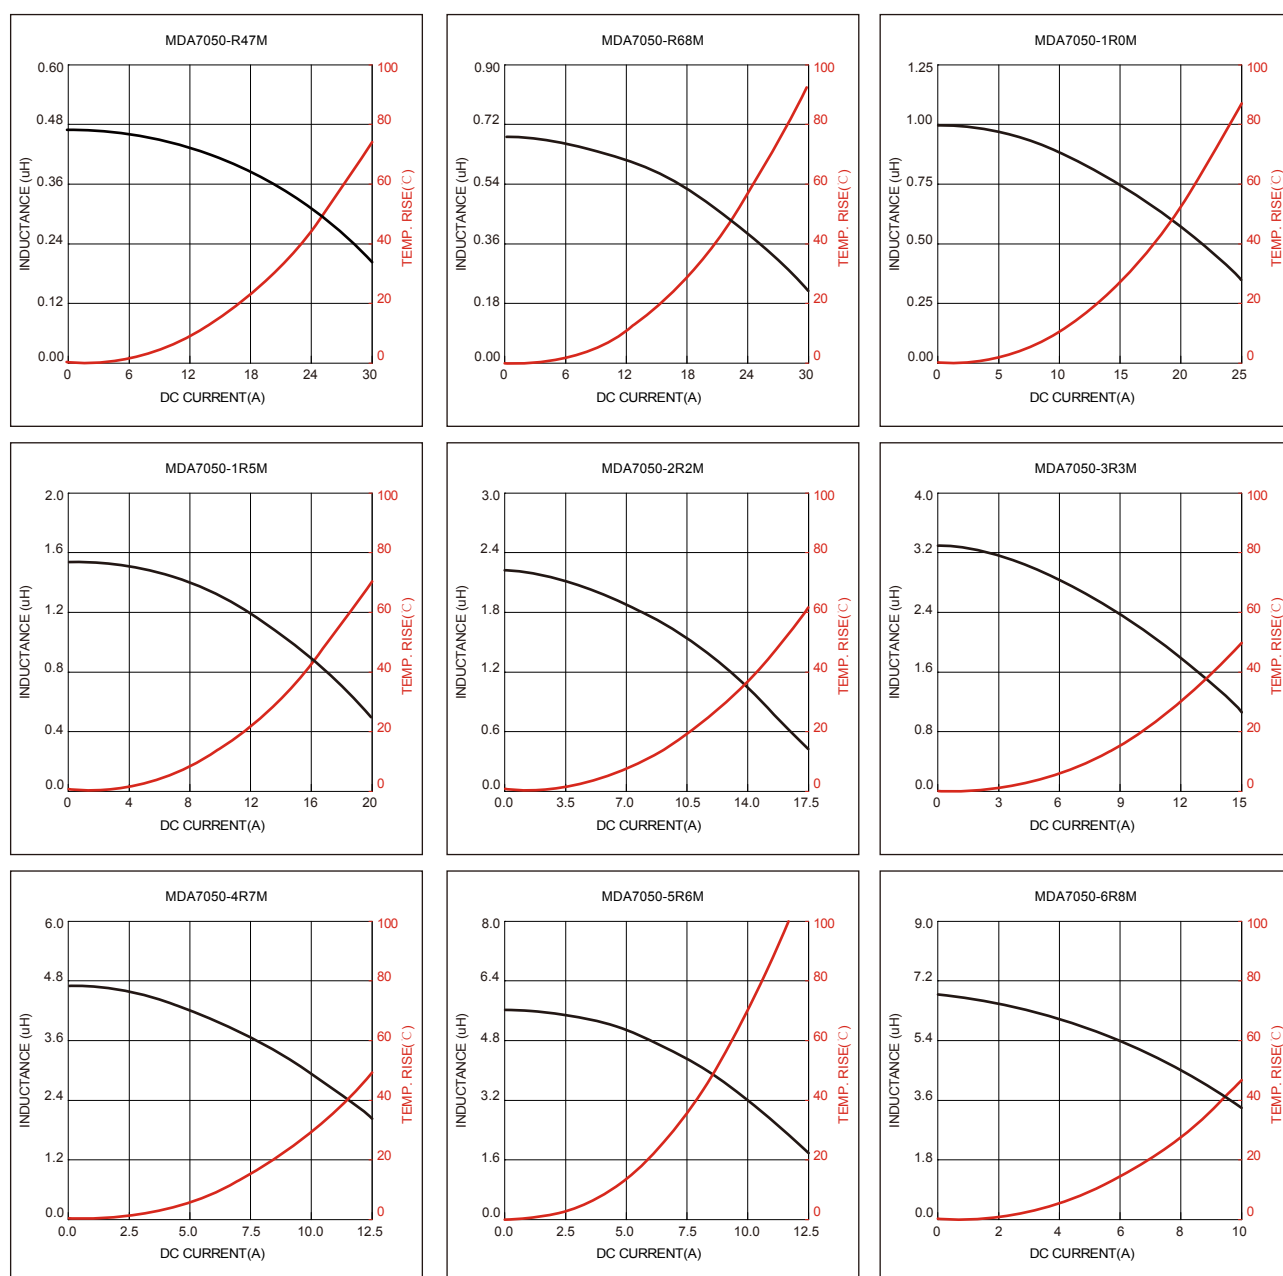 MDA7050-R47M
0.60
0.48
0.36
0.24
0.12
0.00
INDUCTANCE (uH)
100
80
60
40
20
0
TEMP. RISE(℃)
0 6 12 18 24 30
DC CURRENT(A)
MDA7050-R68M
0.90
0.72
0.54
0.36
0.18
0.00
INDUCTANCE (uH)
100
80
60
40
20
0
TEMP. RISE(℃)
0 6 12 18 24 30
DC CURRENT(A)
MDA7050-1R0M
1.25
1.00
0.75
0.50
0.25
0.00
INDUCTANCE (uH)
100
80
60
40
20
0
TEMP. RISE(℃)
0 5 10 15 20 25
DC CURRENT(A)
MDA7050-1R5M
2.0
1.6
1.2
0.8
0.4
0.0
INDUCTANCE (uH)
100
80
60
40
20
0
TEMP. RISE(℃)
0 4 8 12 16 20
DC CURRENT(A)
MDA7050-2R2M
3.0
2.4
1.8
1.2
0.6
0.0
INDUCTANCE (uH)
100
80
60
40
20
0
TEMP. RISE(℃)
0.0 3.5 7.0 10.5 14.0 17.5
DC CURRENT(A)
MDA7050-3R3M
4.0
3.2
2.4
1.6
0.8
0.0
INDUCTANCE (uH)
100
80
60
40
20
0
TEMP. RISE(℃)
0 3 6 9 12 15
DC CURRENT(A)
MDA7050-4R7M
6.0
4.8
3.6
2.4
1.2
0.0
INDUCTANCE (uH)
100
80
60
40
20
0
TEMP. RISE(℃)
0.0 2.5 5.0 7.5 10.0 12.5
DC CURRENT(A)
MDA7050-5R6M
8.0
6.4
4.8
3.2
1.6
0.0
INDUCTANCE (uH)
100
80
60
40
20
0
TEMP. RISE(℃)
0.0 2.5 5.0 7.5 10.0 12.5
DC CURRENT(A)
MDA7050-6R8M
9.0
7.2
5.4
3.6
1.8
0.0
INDUCTANCE (uH)
100
80
60
40
20
0
TEMP. RISE(℃)
0 2 4 6 8 10
DC CURRENT(A)